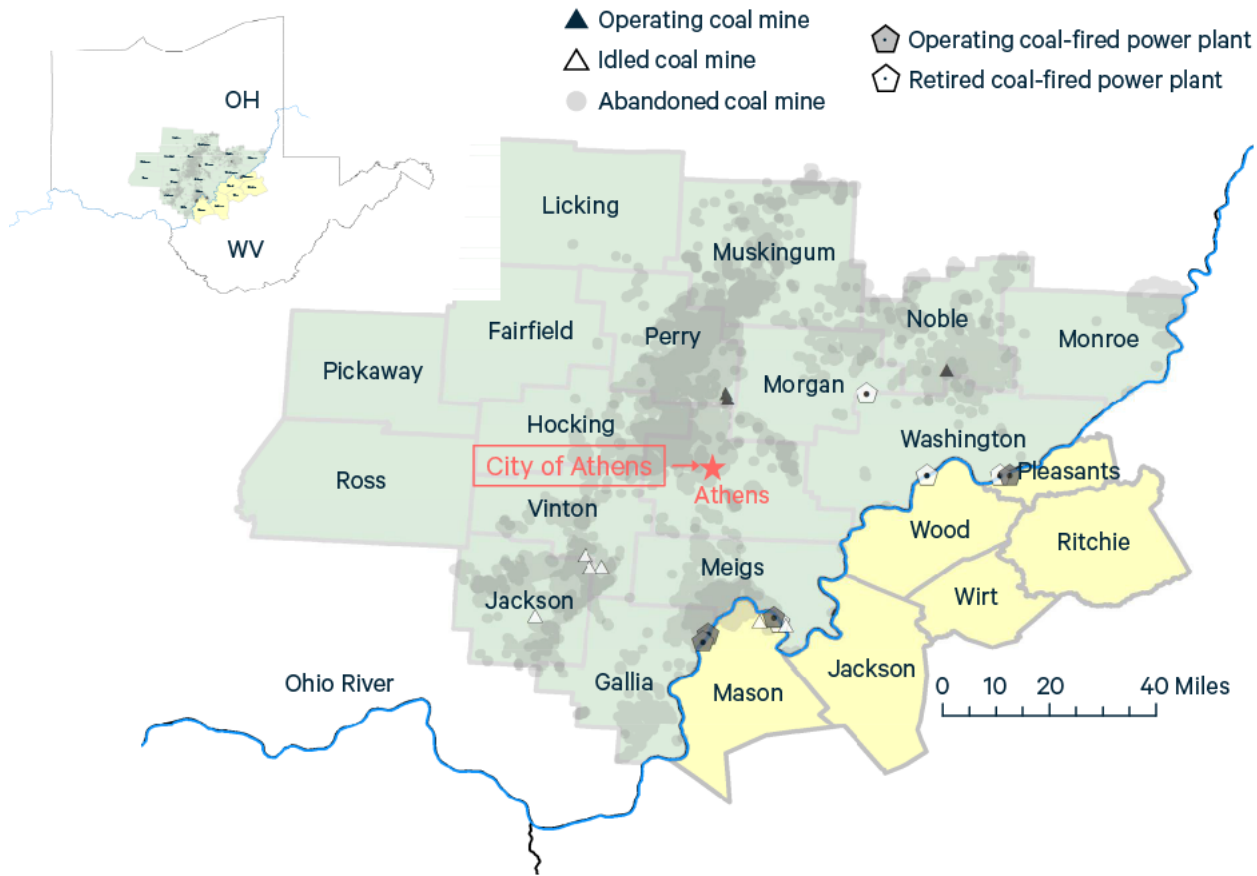 Operating coal mine
Idled coal mine
Abandoned coal mine
Operating coal-fired power plant
Retired coal-fired power plant
OH
WV
Licking
Muskingum
Fairfield
Perry
Noble
Monroe
Pickaway
Morgan
Hocking
Washington
City of Athens
Athens
Pleasants
Ross
Vinton
Wood
Ritchie
Meigs
Wirt
Jackson
Jackson
Gallia
Mason
Ohio River
0 10 20 40 Miles